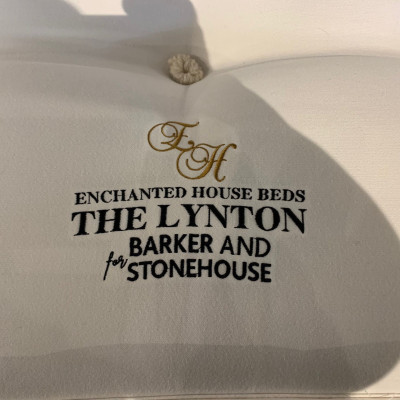 EH
ENCHANTED HOUSE BEDS
THE LYNTON
for BARKER AND
STONEHOUSE